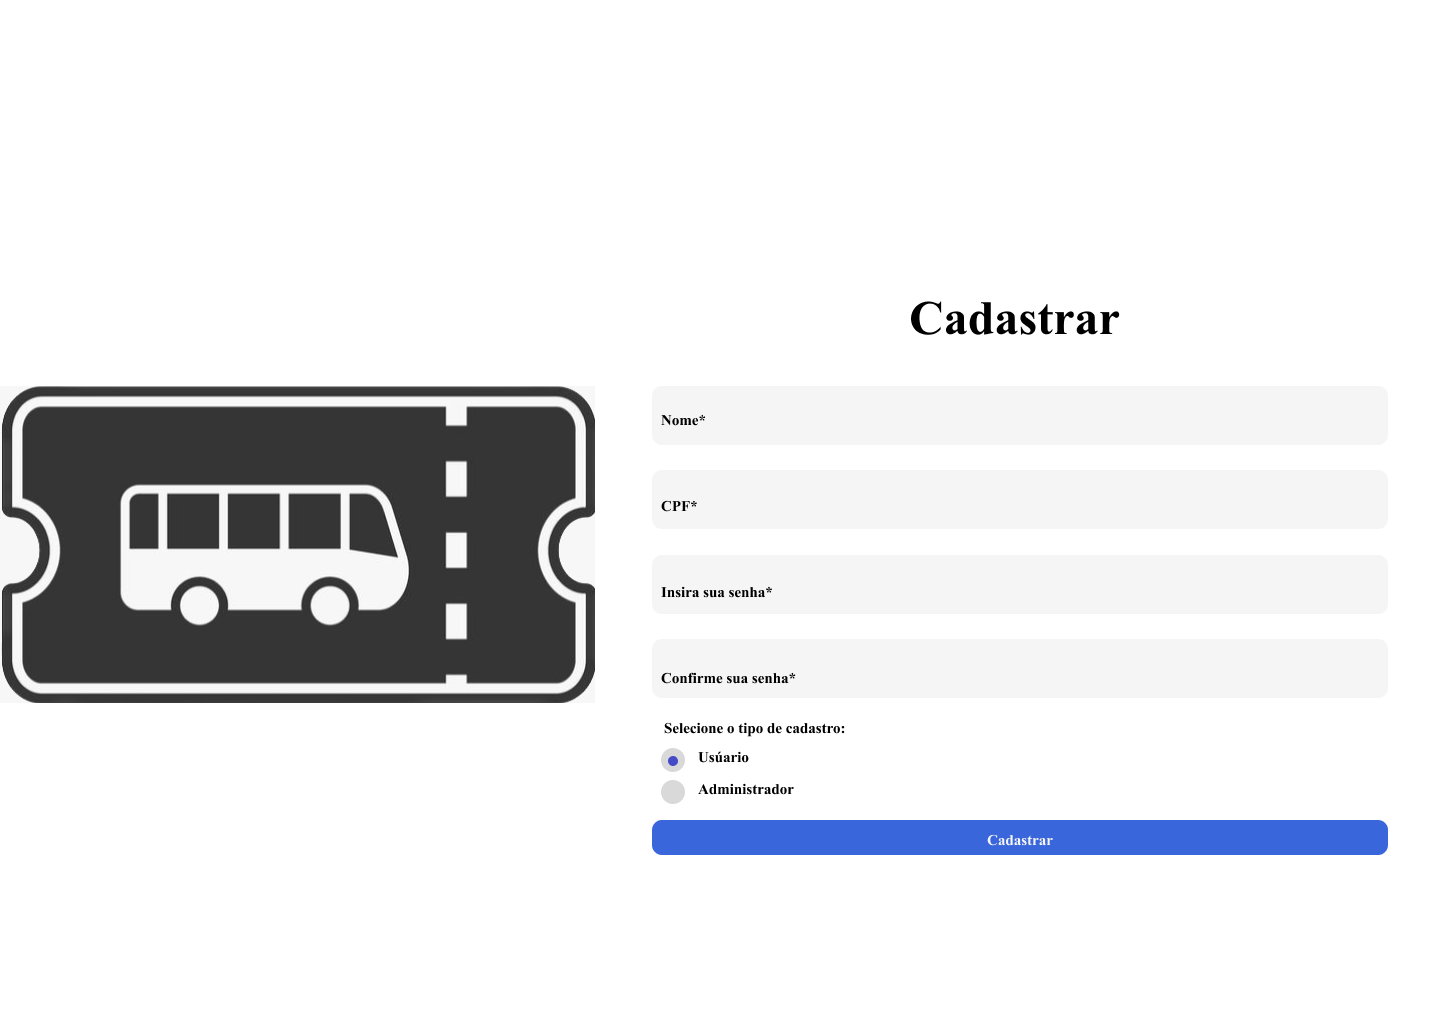 Cadastrar
Nome*
CPF*
Insira sua senha*
Confirme sua senha*
Selecione o tipo de cadastro:
Usúario
Administrador
Cadastrar